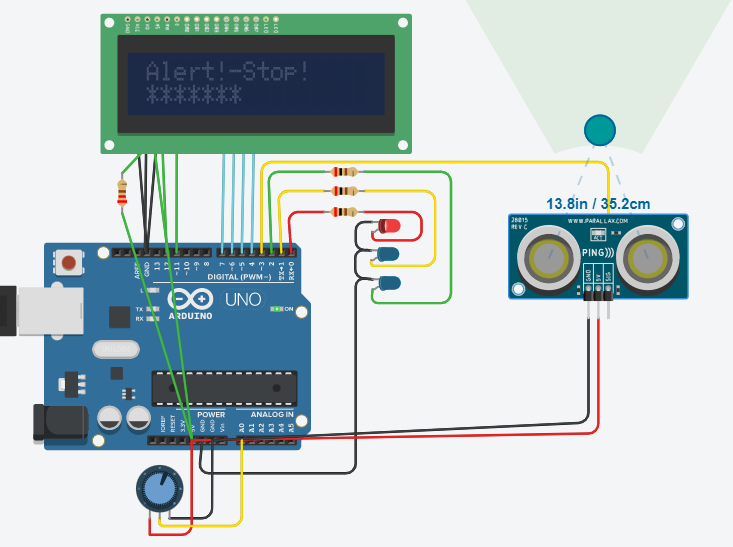 Alert!-Stop!
*******
13.8in / 35.2cm
28015
REV C
WWW.PARALLAX.COM
PING)))
GND
5V
SIG
AREF
GND
13
12
~11
~10
~9
8
7
~6
~5
4
~3
2
TX→1
RX←0
DIGITAL (PWM~)
L
TX
RX
UNO
ARDUINO
ON
POWER
ANALOG IN
IOREF
RESET
3.3V
5V
GND
GND
Vin
A0
A1
A2
A3
A4
A5